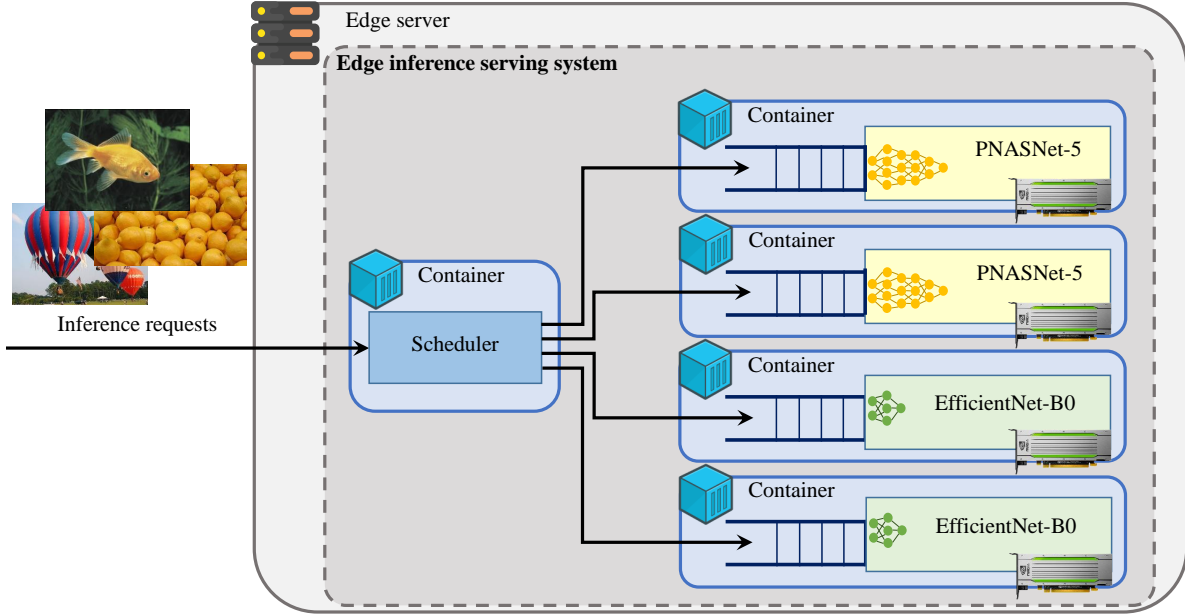 Edge server
Edge inference serving system
Container
PNASNet-5
Container
PNASNet-5
Container
Inference requests
Scheduler
Container
EfficientNet-B0
Container
EfficientNet-B0